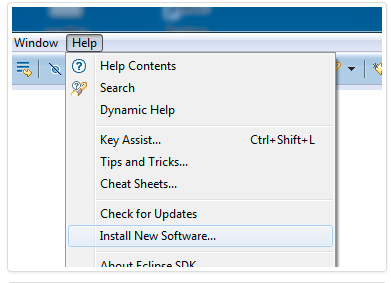 Window Help
Help Contents
Search
Dynamic Help
Key Assist... Ctrl+Shift+L
Tips and Tricks...
Cheat Sheets...
Check for Updates
Install New Software...
About Eclipse SDK